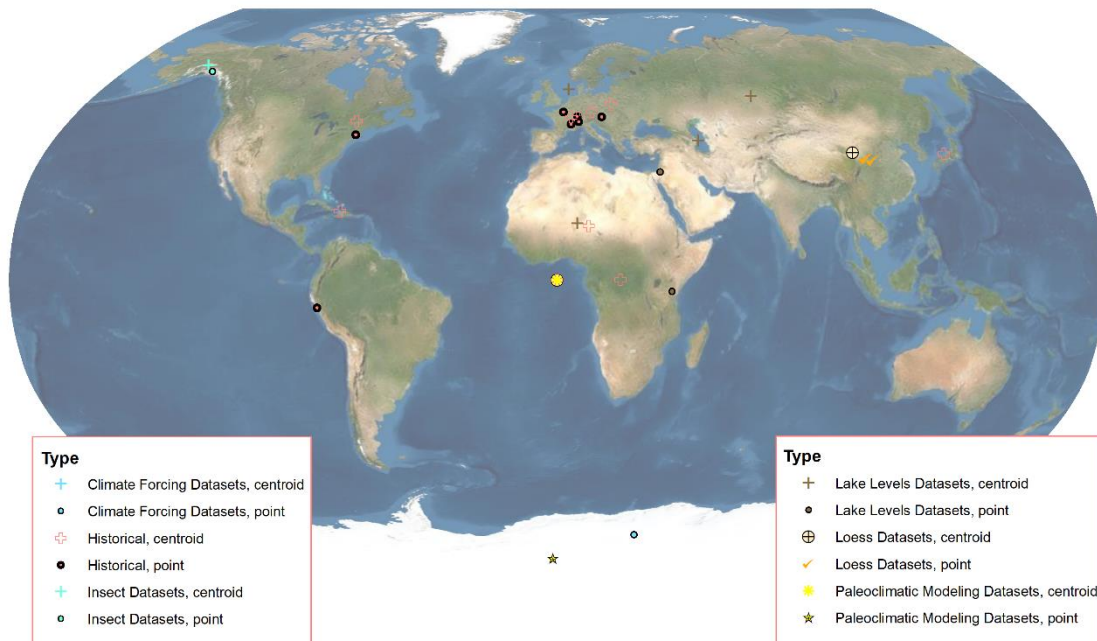 Type
Climate Forcing Datasets, centroid
Climate Forcing Datasets, point
Historical, centroid
Historical, point
Insect Datasets, centroid
Insect Datasets, point
Type
Lake Levels Datasets, centroid
Lake Levels Datasets, point
Loess Datasets, centroid
Loess Datasets, point
Paleoclimatic Modeling Datasets, centroid
Paleoclimatic Modeling Datasets, point